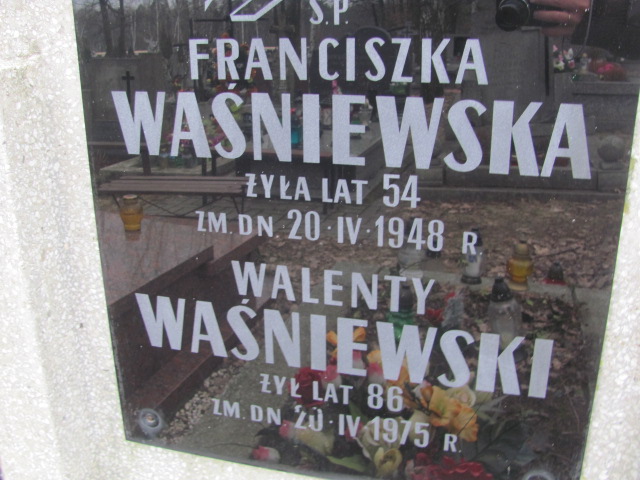 Ś.P.
FRANCISZKA
WAŚNIEWSKA
ŻYŁA LAT 54
ZM. DN 20·IV·1948 R
WALENTY
WAŚNIEWSKI
ŻYŁ LAT 86
ZM. DN 20·IV 1975 R.